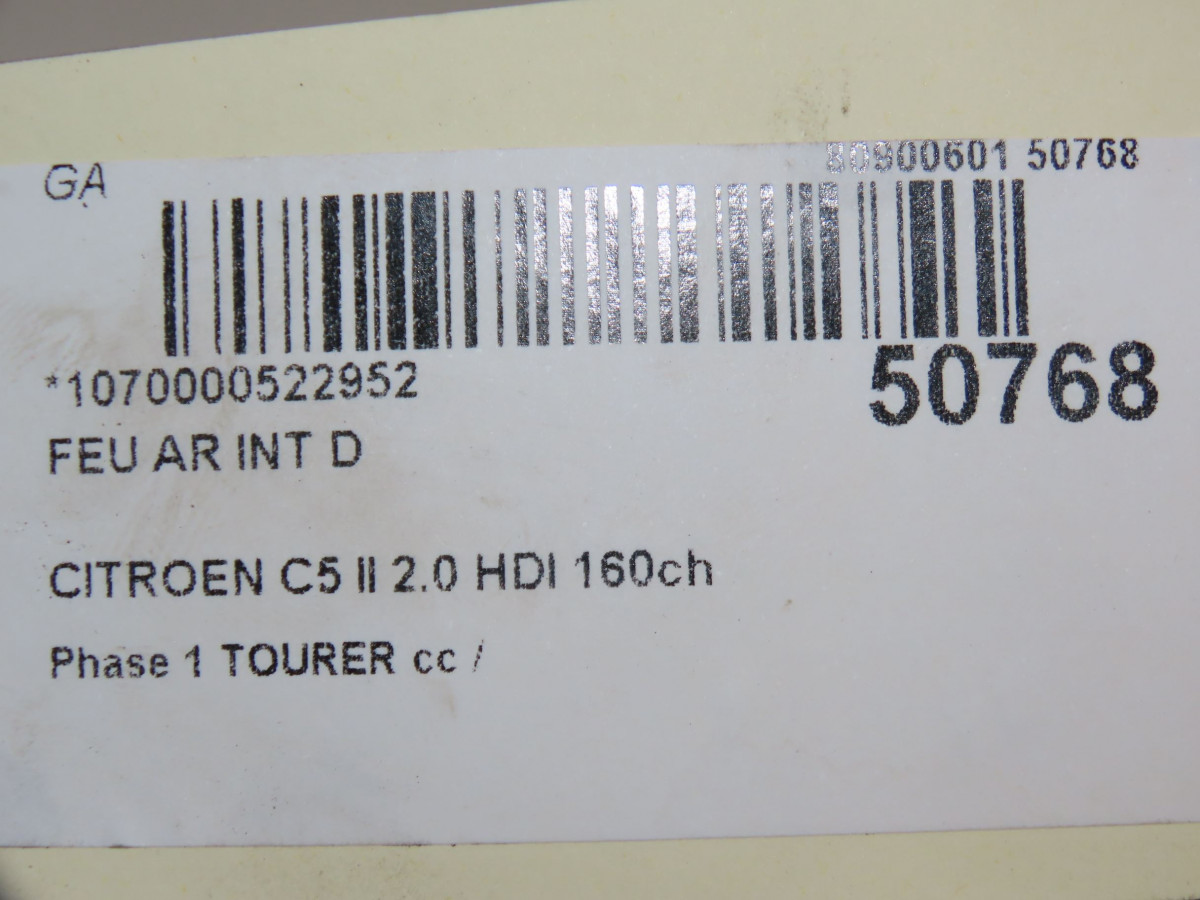 GA
80900601 50768
*1070000522952
50768
FEU AR INT D
CITROEN C5 II 2.0 HDI 160ch
Phase 1 TOURER cc /